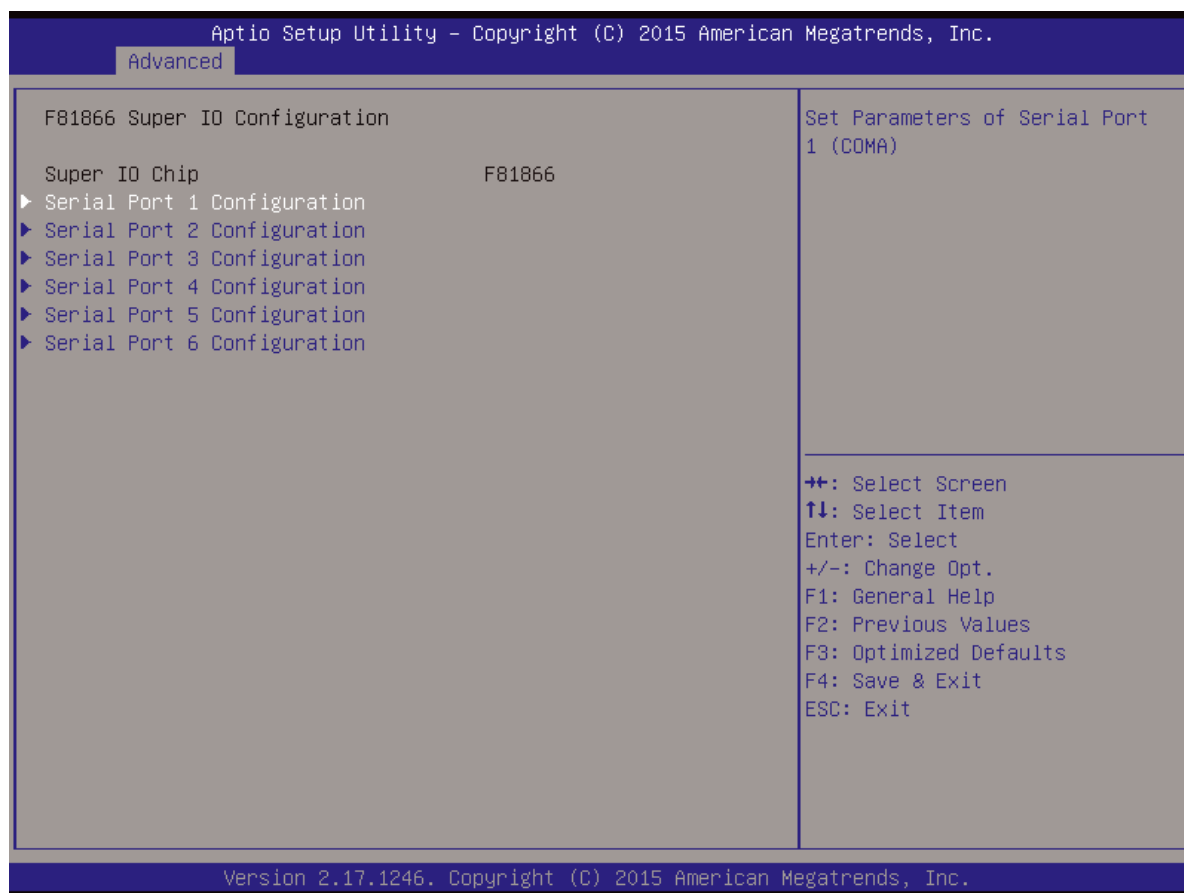 Aptio Setup Utility – Copyright (C) 2015 American Megatrends, Inc.
Advanced
F81866 Super IO Configuration
Super IO Chip F81866
▶ Serial Port 1 Configuration
▶ Serial Port 2 Configuration
▶ Serial Port 3 Configuration
▶ Serial Port 4 Configuration
▶ Serial Port 5 Configuration
▶ Serial Port 6 Configuration
Set Parameters of Serial Port
1 (COMA)
→←: Select Screen
↑↓: Select Item
Enter: Select
+/-: Change Opt.
F1: General Help
F2: Previous Values
F3: Optimized Defaults
F4: Save & Exit
ESC: Exit
Version 2.17.1246. Copyright (C) 2015 American Megatrends, Inc.